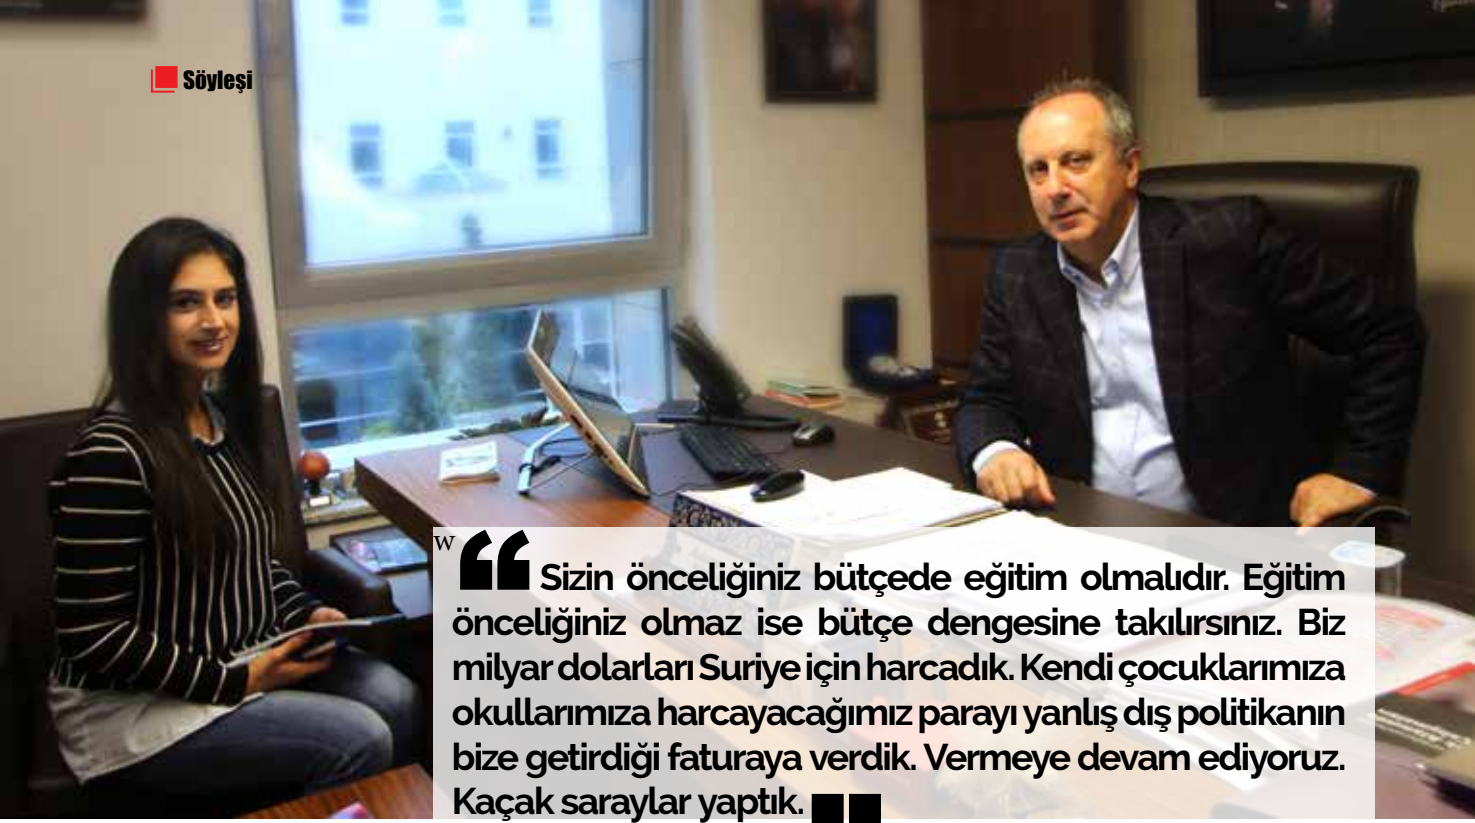 Söyleşi
w
“ Sizin önceliğiniz bütçede eğitim olmalıdır. Eğitim
önceliğiniz olmaz ise bütçe dengesine takılırsınız. Biz
milyar dolarları Suriye için harcadık. Kendi çocuklarımıza
okullarımıza harcayacağımız parayı yanlış dış politikanın
bize getirdiği faturaya verdik. Vermeye devam ediyoruz.
Kaçak saraylar yaptık. ”